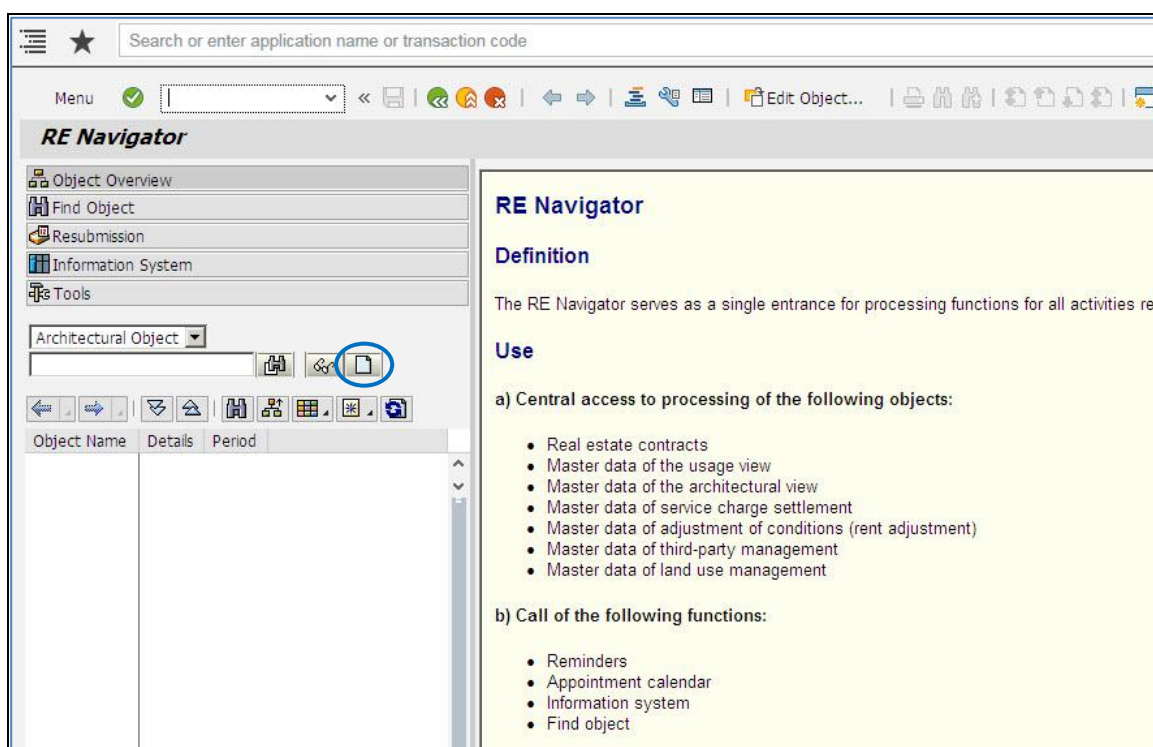 Search or enter application name or transaction code
Menu « Edit Object...
RE Navigator
Object Overview
Find Object
Resubmission
Information System
Tools
Architectural Object
Object Name Details Period
RE Navigator
Definition
The RE Navigator serves as a single entrance for processing functions for all activities re
Use
a) Central access to processing of the following objects:
• Real estate contracts
• Master data of the usage view
• Master data of the architectural view
• Master data of service charge settlement
• Master data of adjustment of conditions (rent adjustment)
• Master data of third-party management
• Master data of land use management
b) Call of the following functions:
• Reminders
• Appointment calendar
• Information system
• Find object